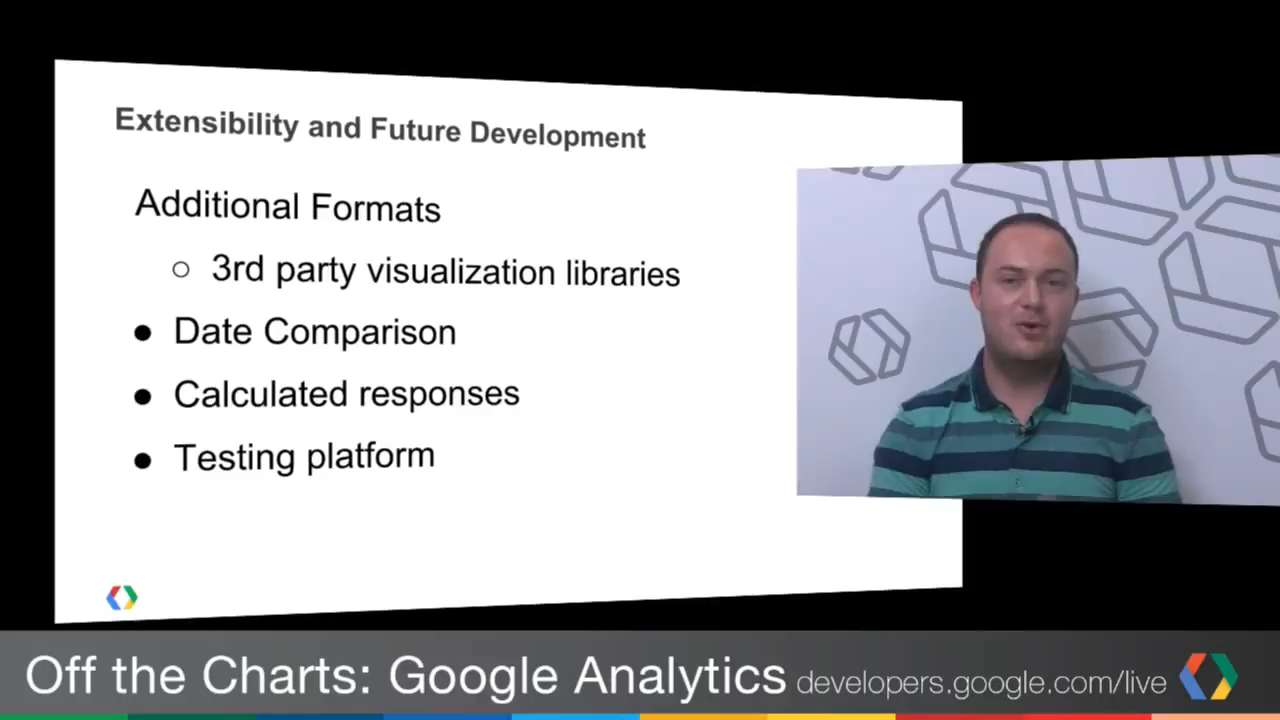 Extensibility and Future Development
Additional Formats
○ 3rd party visualization libraries
● Date Comparison
● Calculated responses
● Testing platform
Off the Charts: Google Analytics
developers.google.com/live